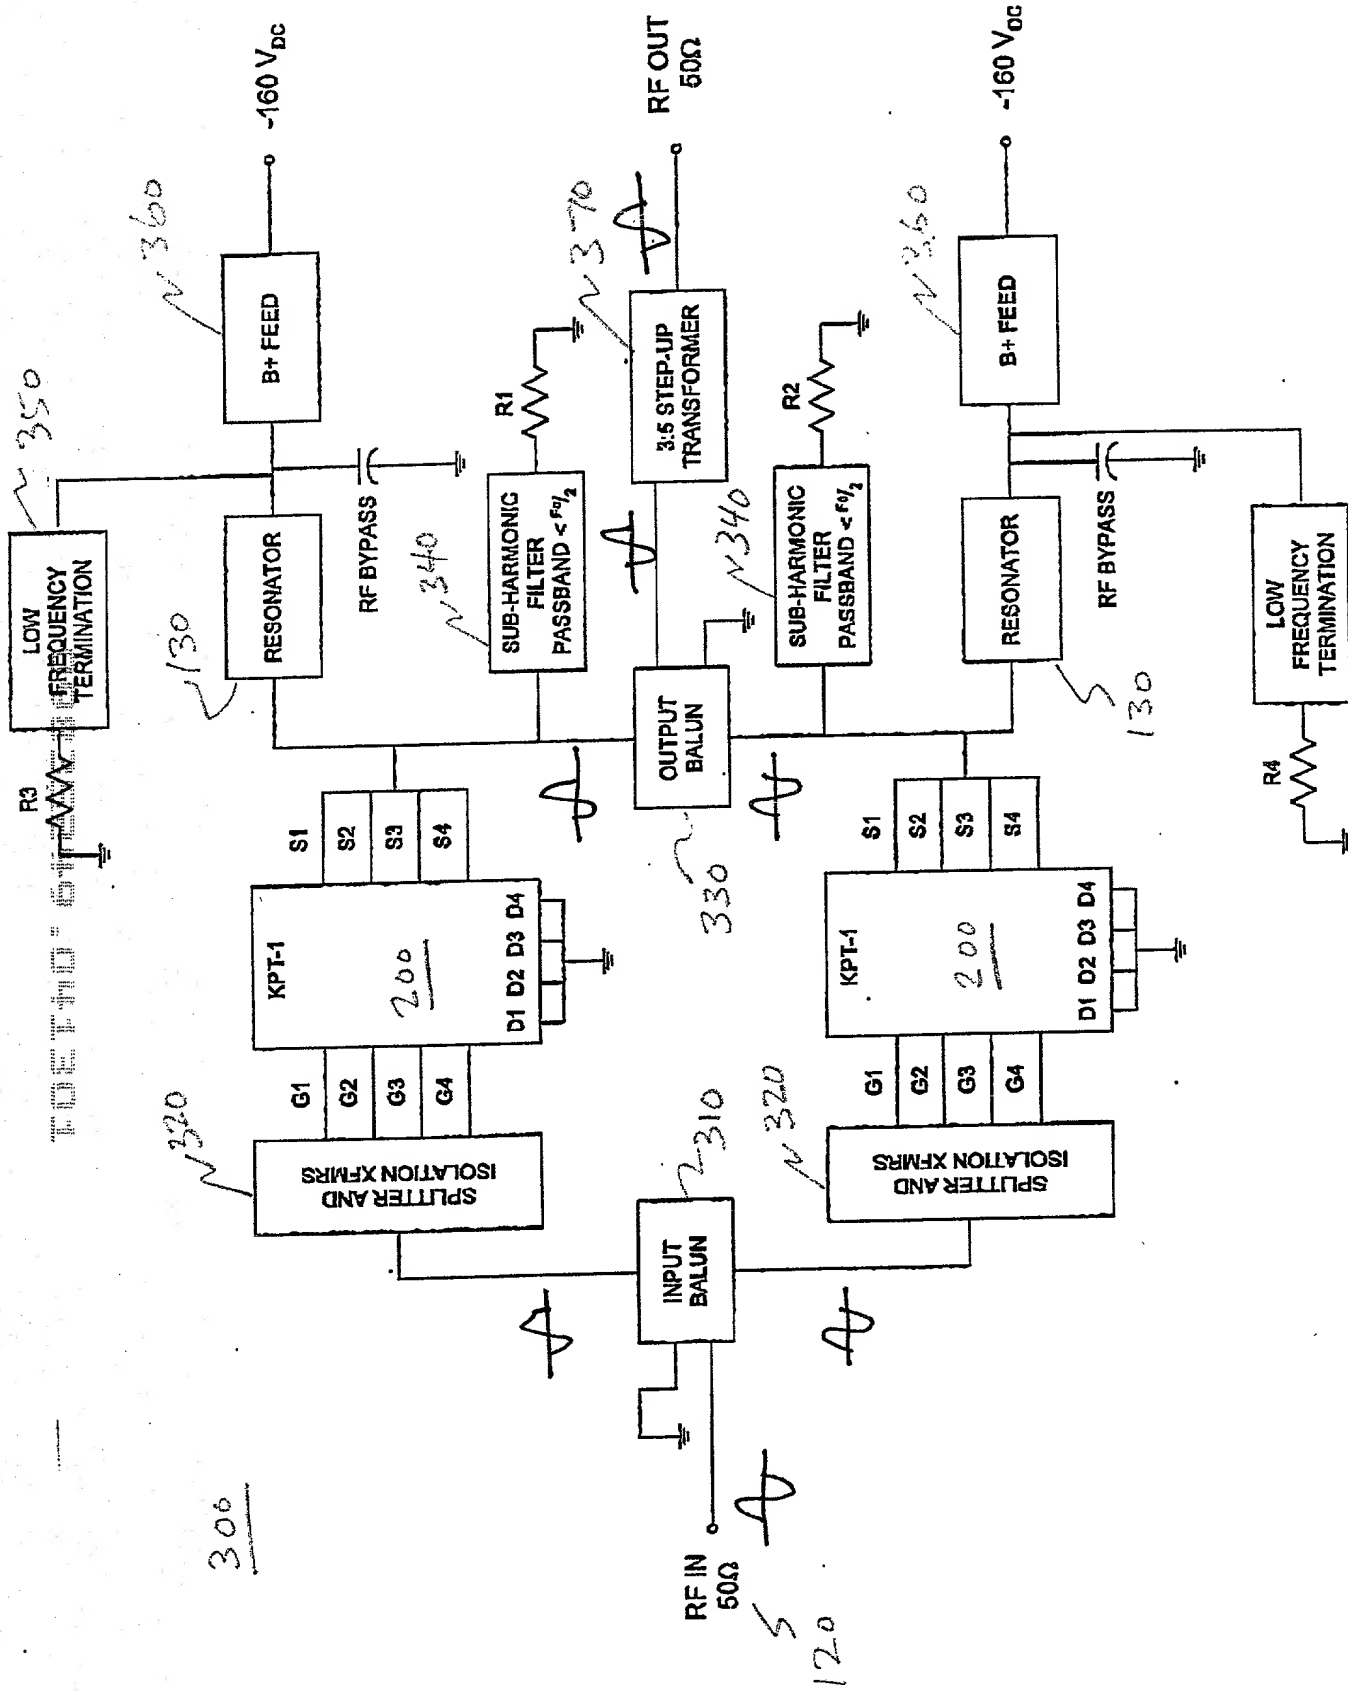 300
RF IN
50Ω
120
INPUT
BALUN
310
SPLITTER AND
ISOLATION XFMRS
320
G1
G2
G3
G4
KPT-1
200
D1 D2 D3 D4
S1
S2
S3
S4
R3
LOW
FREQUENCY
TERMINATION
350
RESONATOR
130
RF BYPASS
B+ FEED
360
-160 VDC
SUB-HARMONIC
FILTER
PASSBAND < F0/2
340
R1
OUTPUT
BALUN
330
3:5 STEP-UP
TRANSFORMER
370
RF OUT
50Ω
SUB-HARMONIC
FILTER
PASSBAND < F0/2
340
R2
SPLITTER AND
ISOLATION XFMRS
320
G1
G2
G3
G4
KPT-1
200
D1 D2 D3 D4
S1
S2
S3
S4
RESONATOR
130
RF BYPASS
B+ FEED
360
-160 VDC
R4
LOW
FREQUENCY
TERMINATION